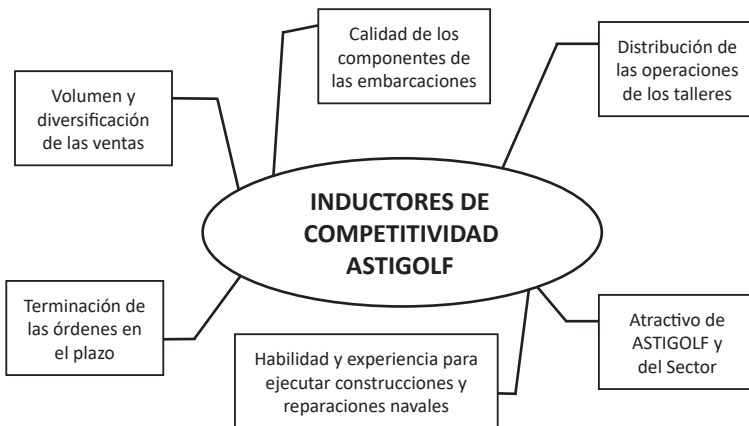 Calidad de los
componentes de
las embarcaciones
Distribución de
las operaciones
de los talleres
Volumen y
diversificación
de las ventas
INDUCTORES DE
COMPETITIVIDAD
ASTIGOLF
Terminación de
las órdenes en
el plazo
Habilidad y experiencia para
ejecutar construcciones y
reparaciones navales
Atractivo de
ASTIGOLF y
del Sector